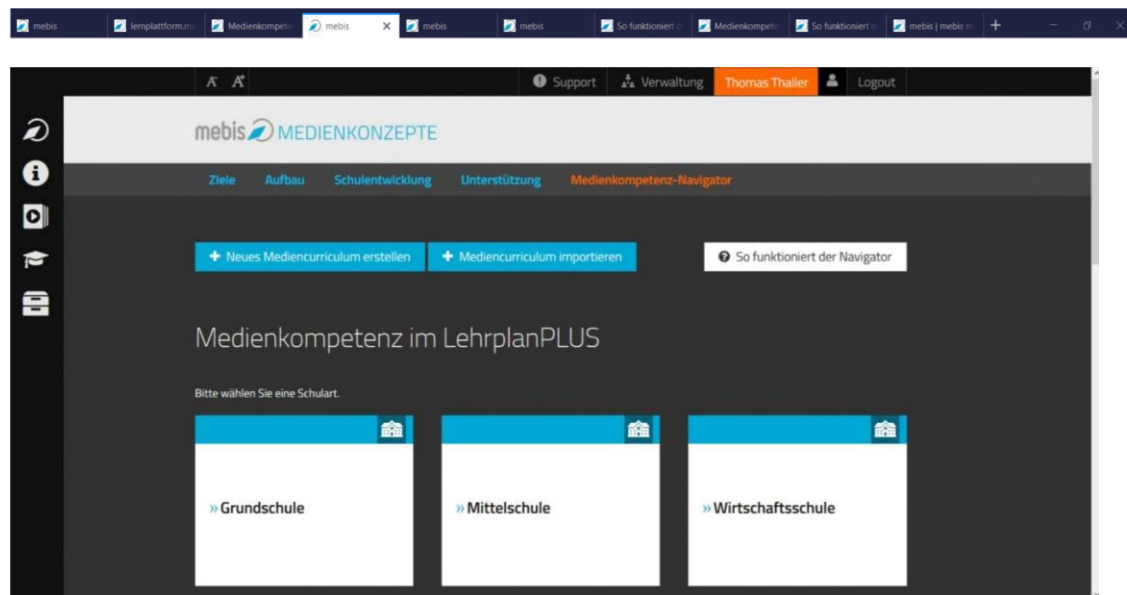 mebis lernplattform.m Medienkompete mebis mebis mebis So funktioniert d Medienkompete So funktioniert d mebis | mebis m
A- A+ Support Verwaltung Thomas Thaller Logout
mebis MEDIENKONZEPTE
Ziele Aufbau Schulentwicklung Unterstützung Medienkompetenz-Navigator
+ Neues Mediencurriculum erstellen + Mediencurriculum importieren So funktioniert der Navigator
Medienkompetenz im LehrplanPLUS
Bitte wählen Sie eine Schulart.
» Grundschule » Mittelschule » Wirtschaftsschule